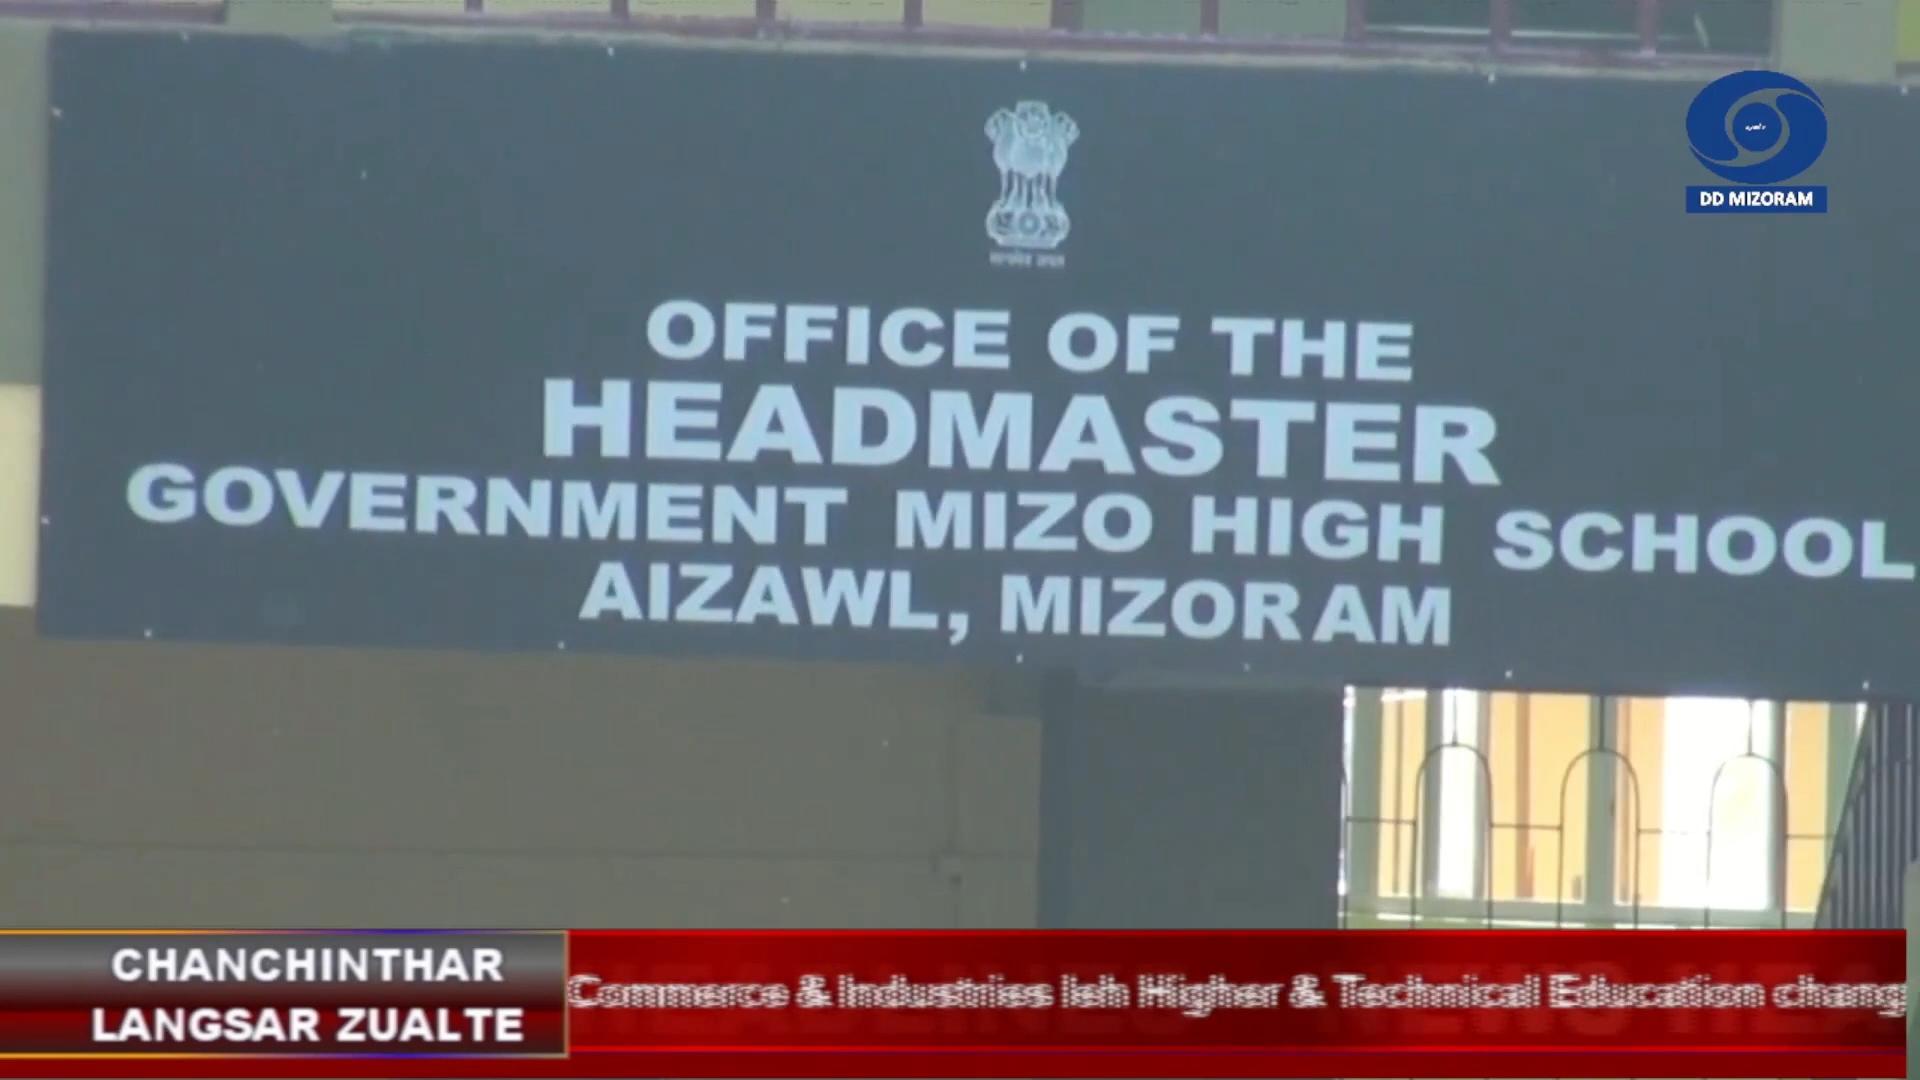 DD MIZORAM
OFFICE OF THE
HEADMASTER
GOVERNMENT MIZO HIGH SCHOOL
AIZAWL, MIZORAM
CHANCHINTHAR
LANGSAR ZUALTE
Commerce & Industries leh Higher & Technical Education chang